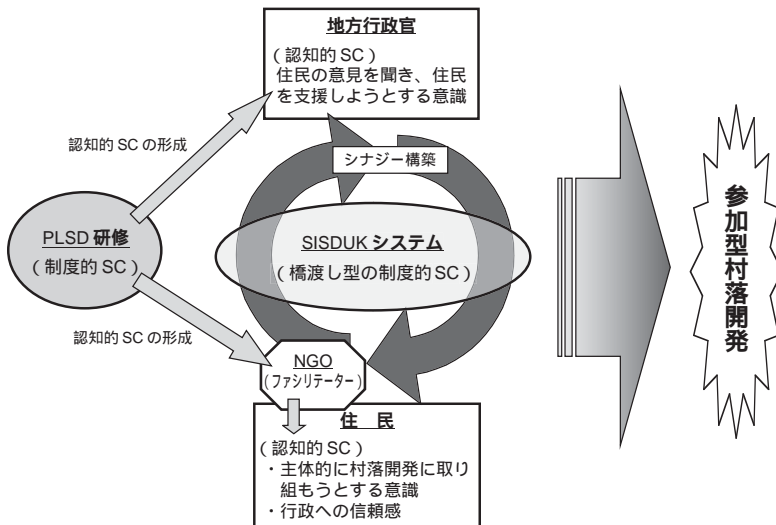 地方行政官
（認知的SC）
住民の意見を聞き、住民
を支援しようとする意識
認知的SCの形成
シナジー構築
PLSD研修
（制度的SC）
SISDUKシステム
（橋渡し型の制度的SC）
認知的SCの形成
NGO
（ファシリテーター）
住　民
（認知的SC）
・主体的に村落開発に取り
組もうとする意識
・行政への信頼感
参加型村落開発